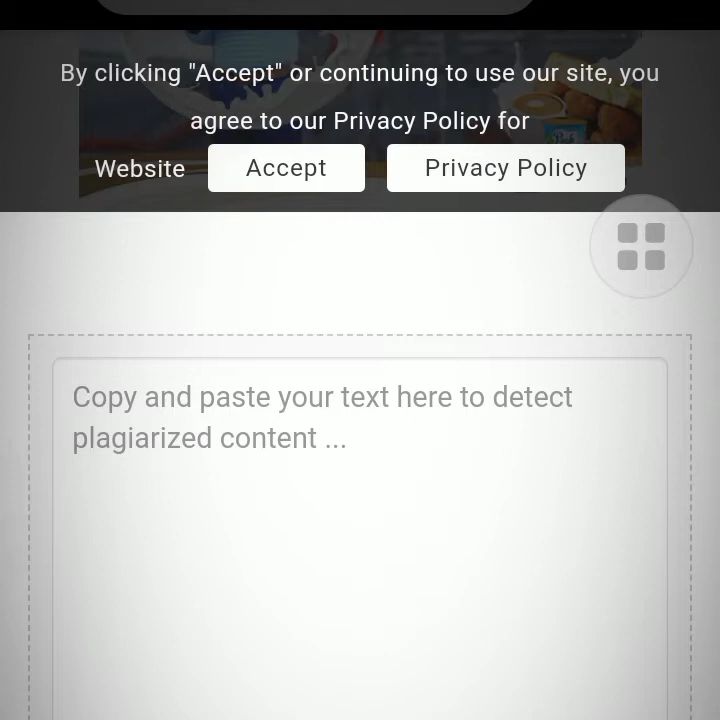 By clicking "Accept" or continuing to use our site, you
agree to our Privacy Policy for
Website Accept Privacy Policy
Copy and paste your text here to detect
plagiarized content ...